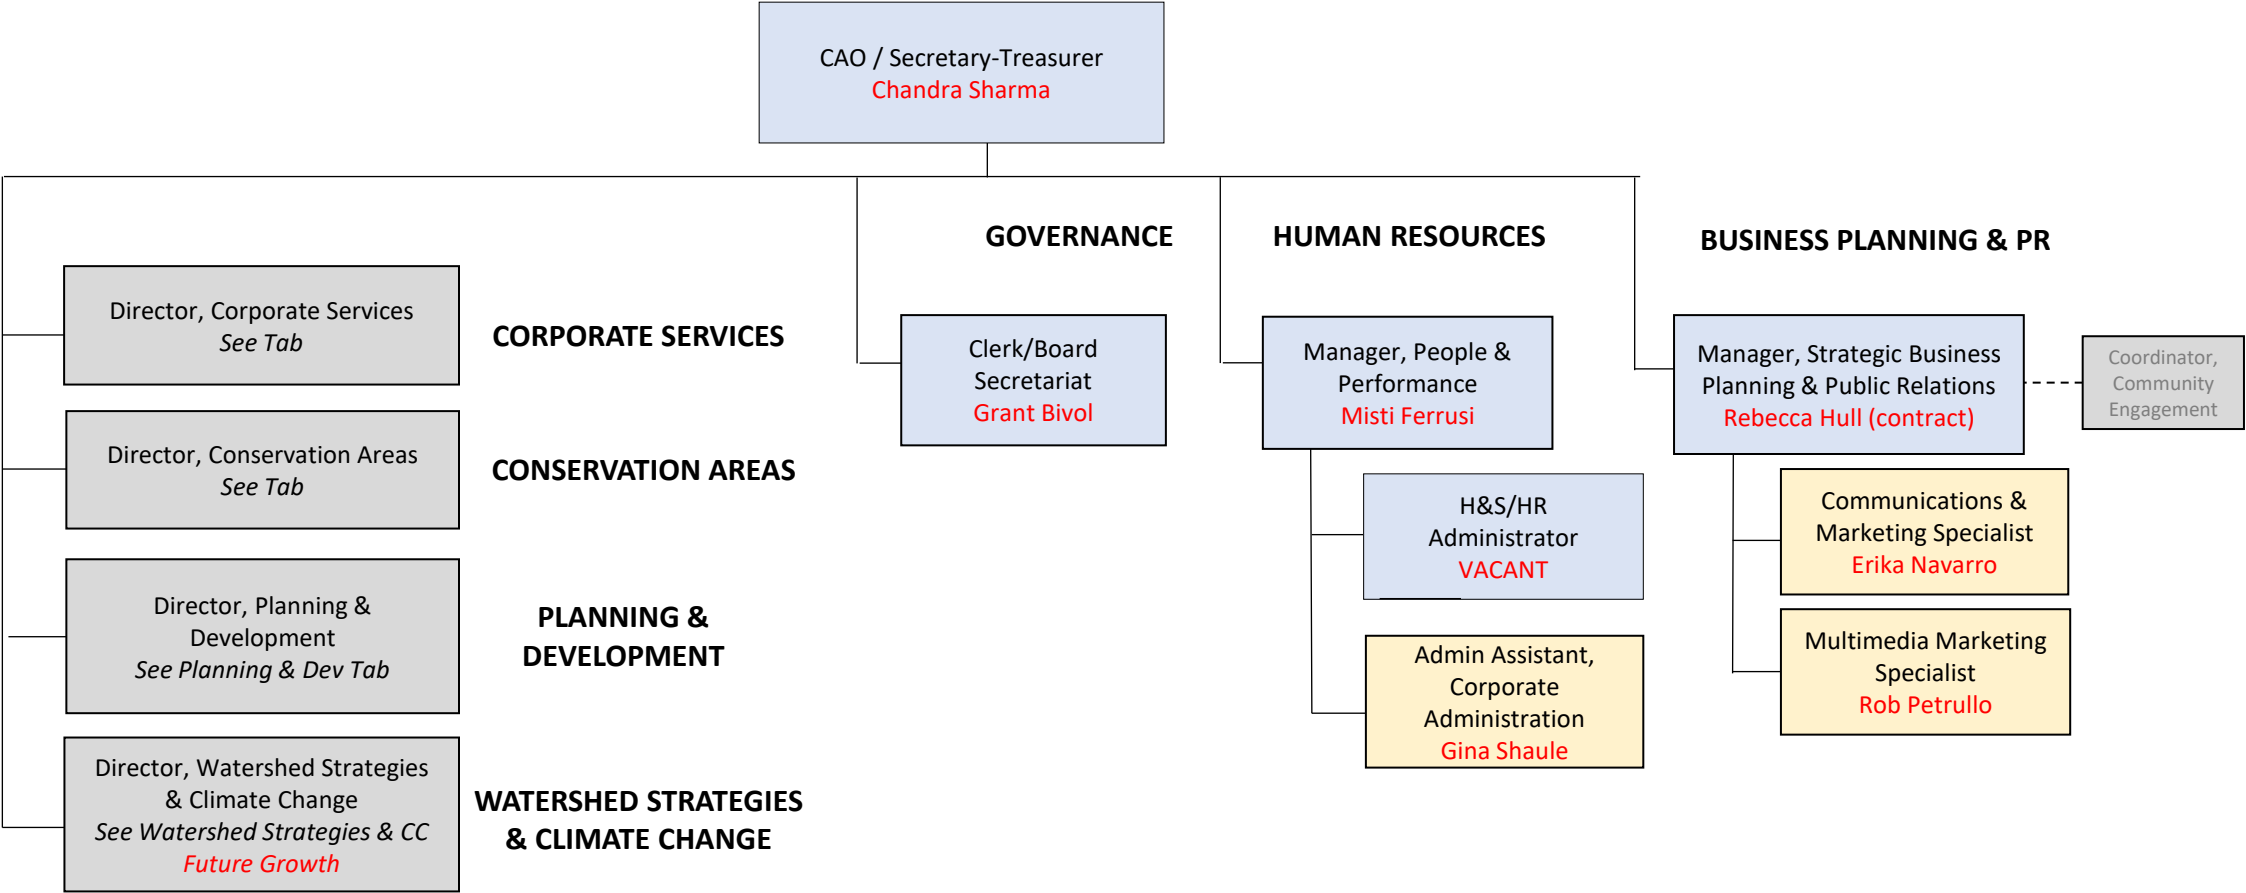 CAO / Secretary-Treasurer
Chandra Sharma
GOVERNANCE
HUMAN RESOURCES
BUSINESS PLANNING & PR
Director, Corporate Services
See Tab
CORPORATE SERVICES
Director, Conservation Areas
See Tab
CONSERVATION AREAS
Director, Planning &
Development
See Planning & Dev Tab
PLANNING &
DEVELOPMENT
Director, Watershed Strategies
& Climate Change
See Watershed Strategies & CC
Future Growth
WATERSHED STRATEGIES
& CLIMATE CHANGE
Clerk/Board
Secretariat
Grant Bivol
Manager, People &
Performance
Misti Ferrusi
H&S/HR
Administrator
VACANT
Admin Assistant,
Corporate
Administration
Gina Shaule
Manager, Strategic Business
Planning & Public Relations
Rebecca Hull (contract)
Coordinator,
Community
Engagement
Communications &
Marketing Specialist
Erika Navarro
Multimedia Marketing
Specialist
Rob Petrullo